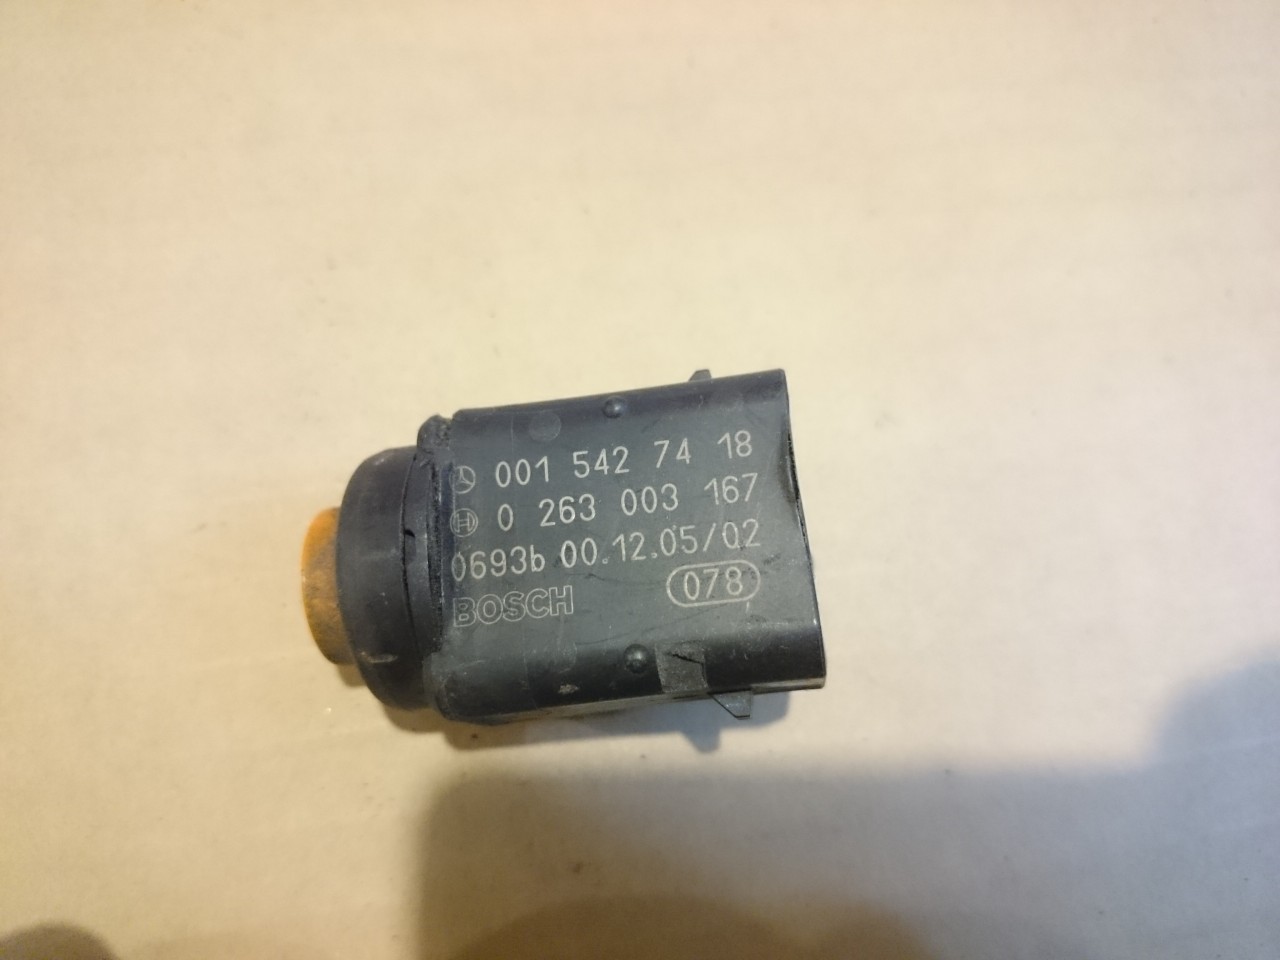 001 542 74 18
0 263 003 167
0693b 00.12.05/02
BOSCH 078